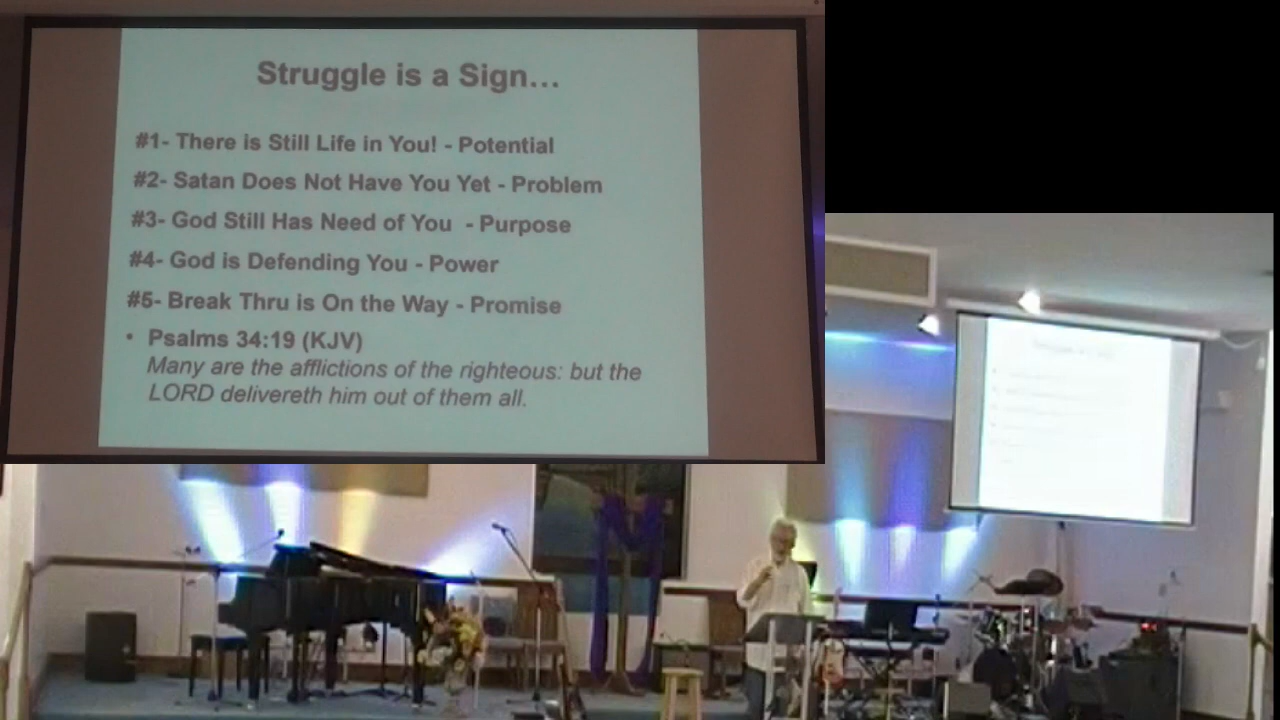 Struggle is a Sign...
#1- There is Still Life in You! - Potential
#2- Satan Does Not Have You Yet - Problem
#3- God Still Has Need of You - Purpose
#4- God is Defending You - Power
#5- Break Thru is On the Way - Promise
• Psalms 34:19 (KJV)
Many are the afflictions of the righteous: but the
LORD delivereth him out of them all.